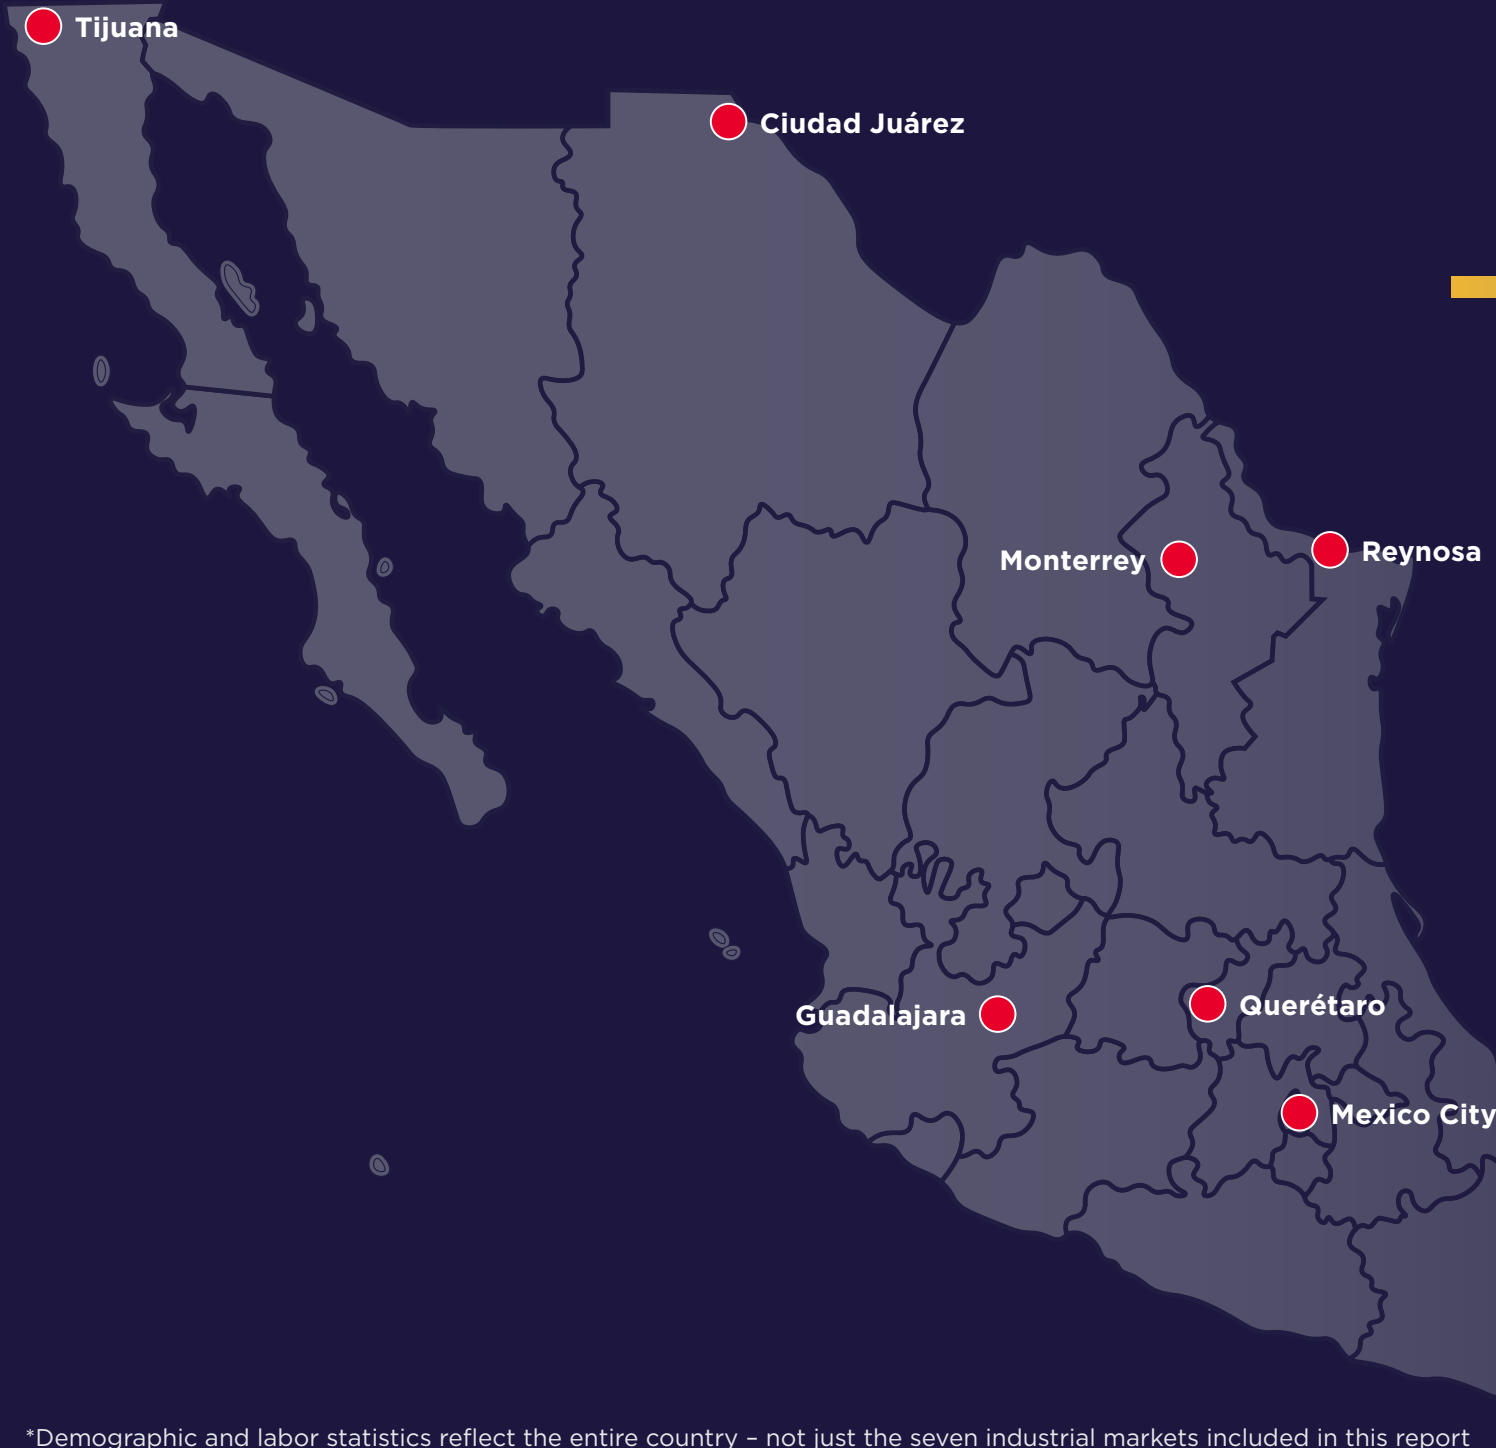 Tijuana
Ciudad Juárez
Monterrey
Reynosa
Guadalajara
Querétaro
Mexico City
*Demographic and labor statistics reflect the entire country – not just the seven industrial markets included in this report